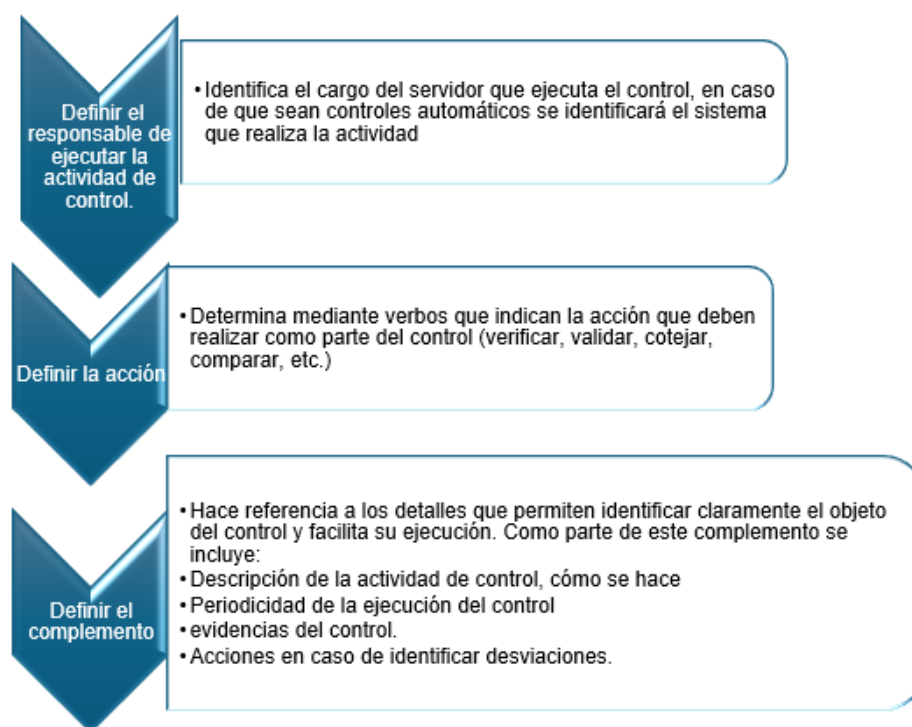 Definir el
responsable de
ejecutar la
actividad de
control.
• Identifica el cargo del servidor que ejecuta el control, en caso
de que sean controles automáticos se identificará el sistema
que realiza la actividad
Definir la acción
• Determina mediante verbos que indican la acción que deben
realizar como parte del control (verificar, validar, cotejar,
comparar, etc.)
Definir el
complemento
• Hace referencia a los detalles que permiten identificar claramente el objeto
del control y facilita su ejecución. Como parte de este complemento se
incluye:
• Descripción de la actividad de control, cómo se hace
• Periodicidad de la ejecución del control
• evidencias del control.
• Acciones en caso de identificar desviaciones.